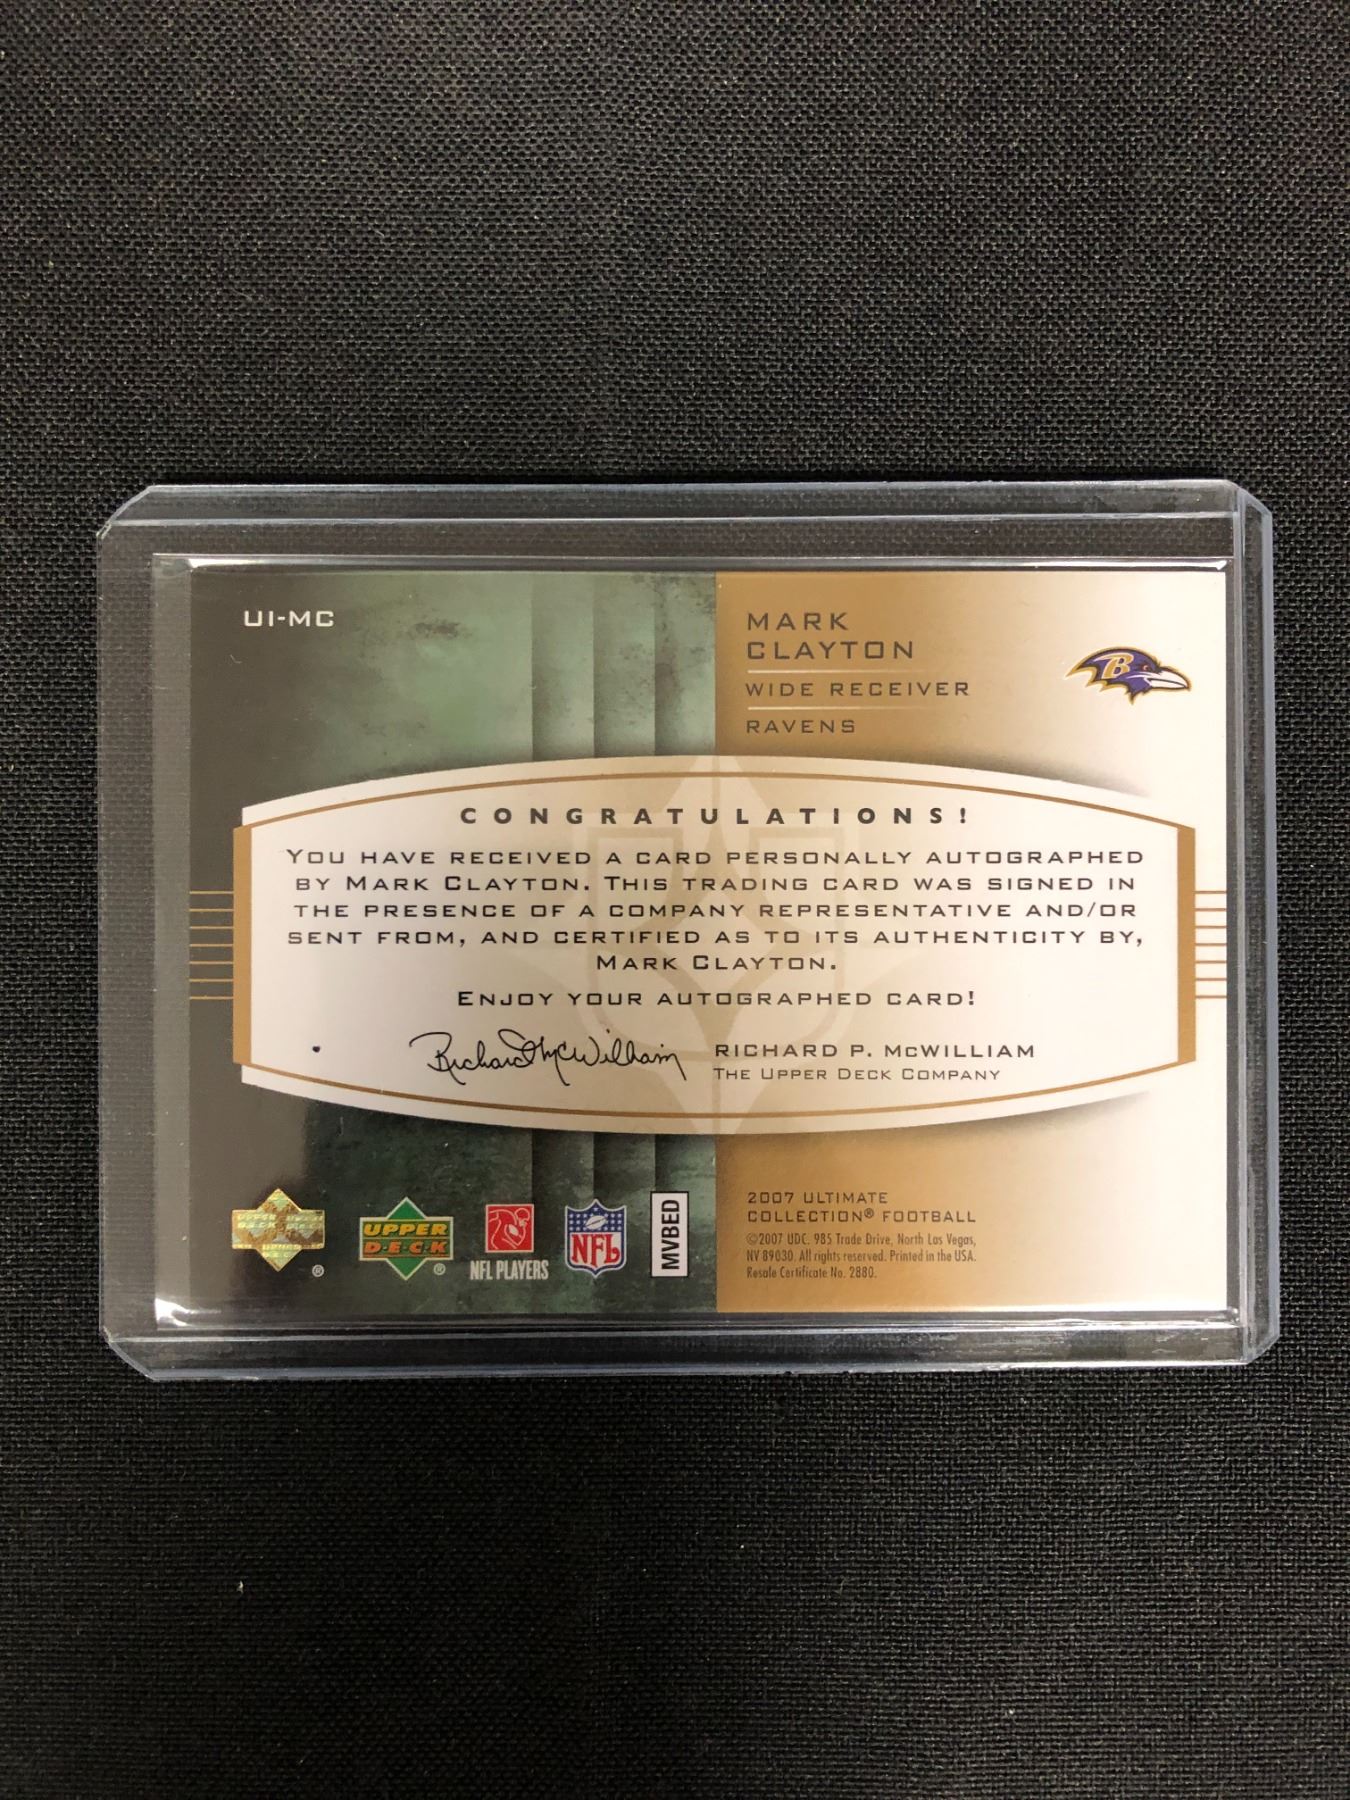 UI-MC
MARK
CLAYTON
WIDE RECEIVER
RAVENS
B
CONGRATULATIONS!
YOU HAVE RECEIVED A CARD PERSONALLY AUTOGRAPHED
BY MARK CLAYTON. THIS TRADING CARD WAS SIGNED IN
THE PRESENCE OF A COMPANY REPRESENTATIVE AND/OR
SENT FROM, AND CERTIFIED AS TO ITS AUTHENTICITY BY,
MARK CLAYTON.
ENJOY YOUR AUTOGRAPHED CARD!
Richard McWilliam
RICHARD P. McWILLIAM
THE UPPER DECK COMPANY
UPPER
DECK
®
UPPER
DECK
®
NFL PLAYERS
NFL
MVBED
2007 ULTIMATE
COLLECTION® FOOTBALL
©2007 UDC. 985 Trade Drive, North Las Vegas,
NV 89030. All rights reserved. Printed in the USA.
Resale Certificate No. 2880.